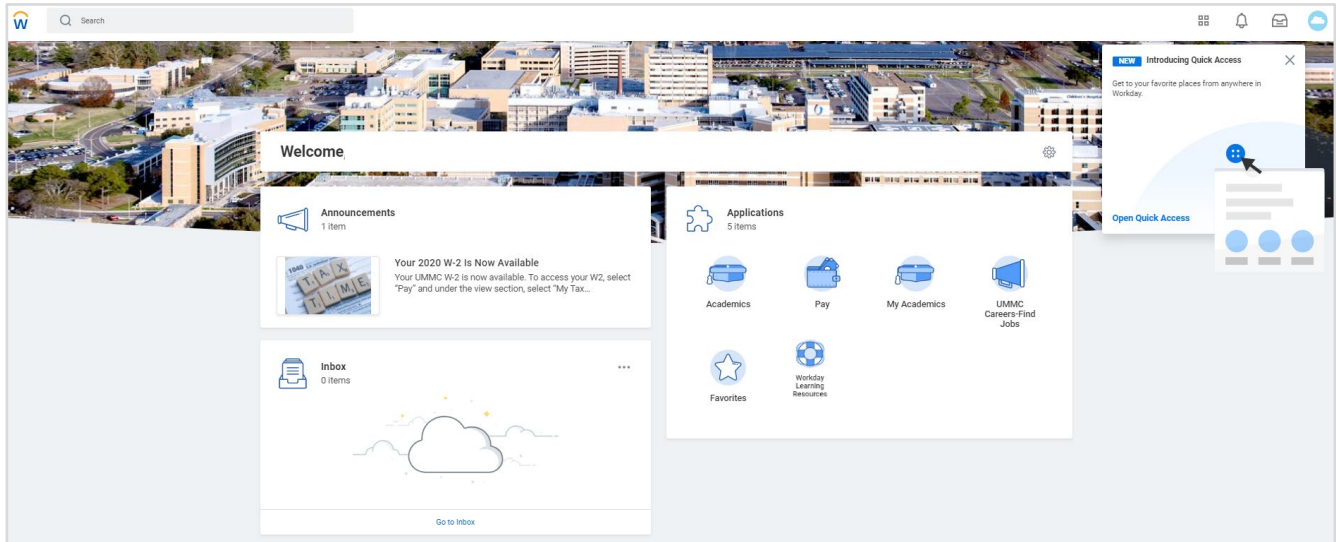 W
Search
NEW Introducing Quick Access
Get to your favorite places from anywhere in
Workday.
Open Quick Access
Welcome,
Announcements
1 item
1040
TAX
TIME
Your 2020 W-2 Is Now Available
Your UMMC W-2 is now available. To access your W2, select
"Pay" and under the view section, select "My Tax...
Inbox
0 items
Go to Inbox
Applications
5 items
Academics
Pay
My Academics
UMMC
Careers-Find
Jobs
Favorites
Workday
Learning
Resources